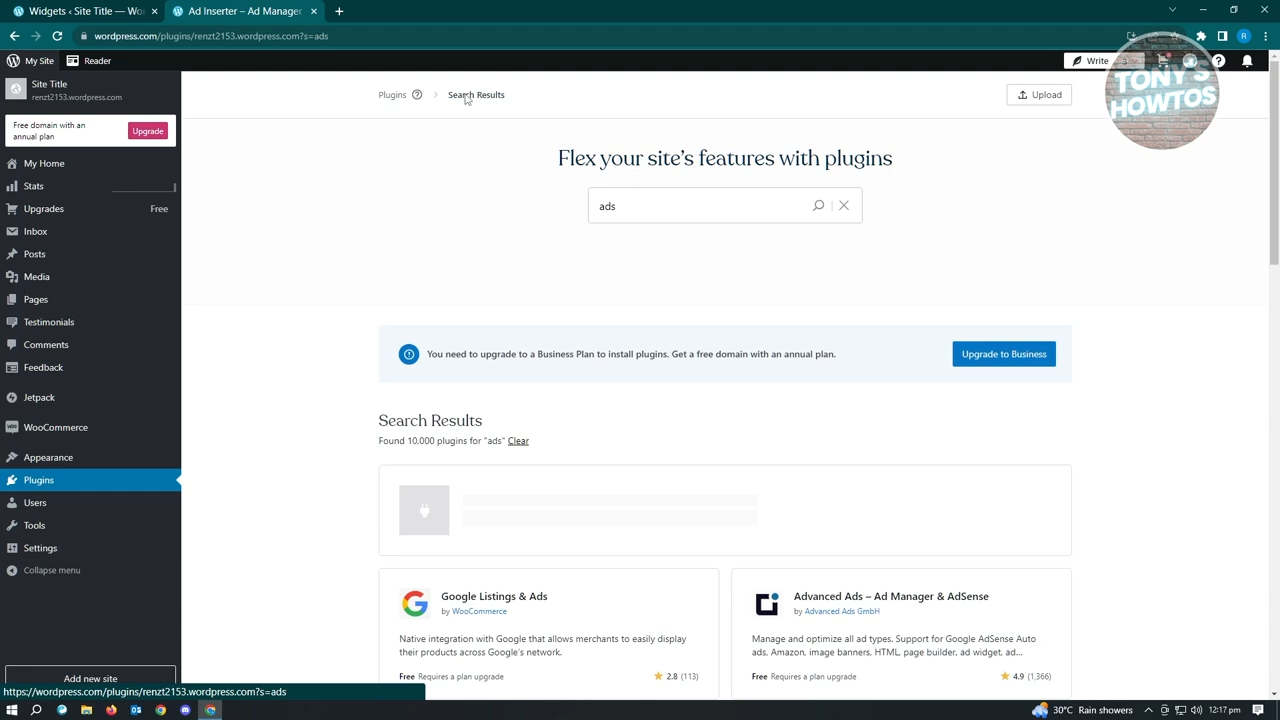 Plugins ‹ Site Title — Wordpr
Ad Inserter – Ad Manager &
wordpress.com/plugins/renzt2153.wordpress.com?s=ads
R
My Site
Reader
Write
3
Site Title
renzt2153.wordpress.com
Free domain with an
annual plan
Upgrade
My Home
Stats
Upgrades
Free
Inbox
Posts
Media
Pages
Testimonials
Comments
Feedback
Jetpack
WooCommerce
Appearance
Plugins
Users
Tools
Settings
Collapse menu
Add new site
Plugins
Search Results
Upload
TONY'S
HOWTOS
Flex your site's features with plugins
ads
You need to upgrade to a Business Plan to install plugins. Get a free domain with an annual plan.
Upgrade to Business
Search Results
Found 10,000 plugins for "ads" Clear
Google Listings & Ads
by WooCommerce
Native integration with Google that allows merchants to easily display
their products across Google's network.
Free Requires a plan upgrade
2.8 (113)
Advanced Ads – Ad Manager & AdSense
by Advanced Ads GmbH
Manage and optimize all ad types. Support for Google AdSense Auto
ads, Amazon, image banners, HTML, page builder, ad widget, ad...
Free Requires a plan upgrade
4.9 (1,366)
https://wordpress.com/plugins/renzt2153.wordpress.com?s=ads
30°C Rain showers
12:17 pm